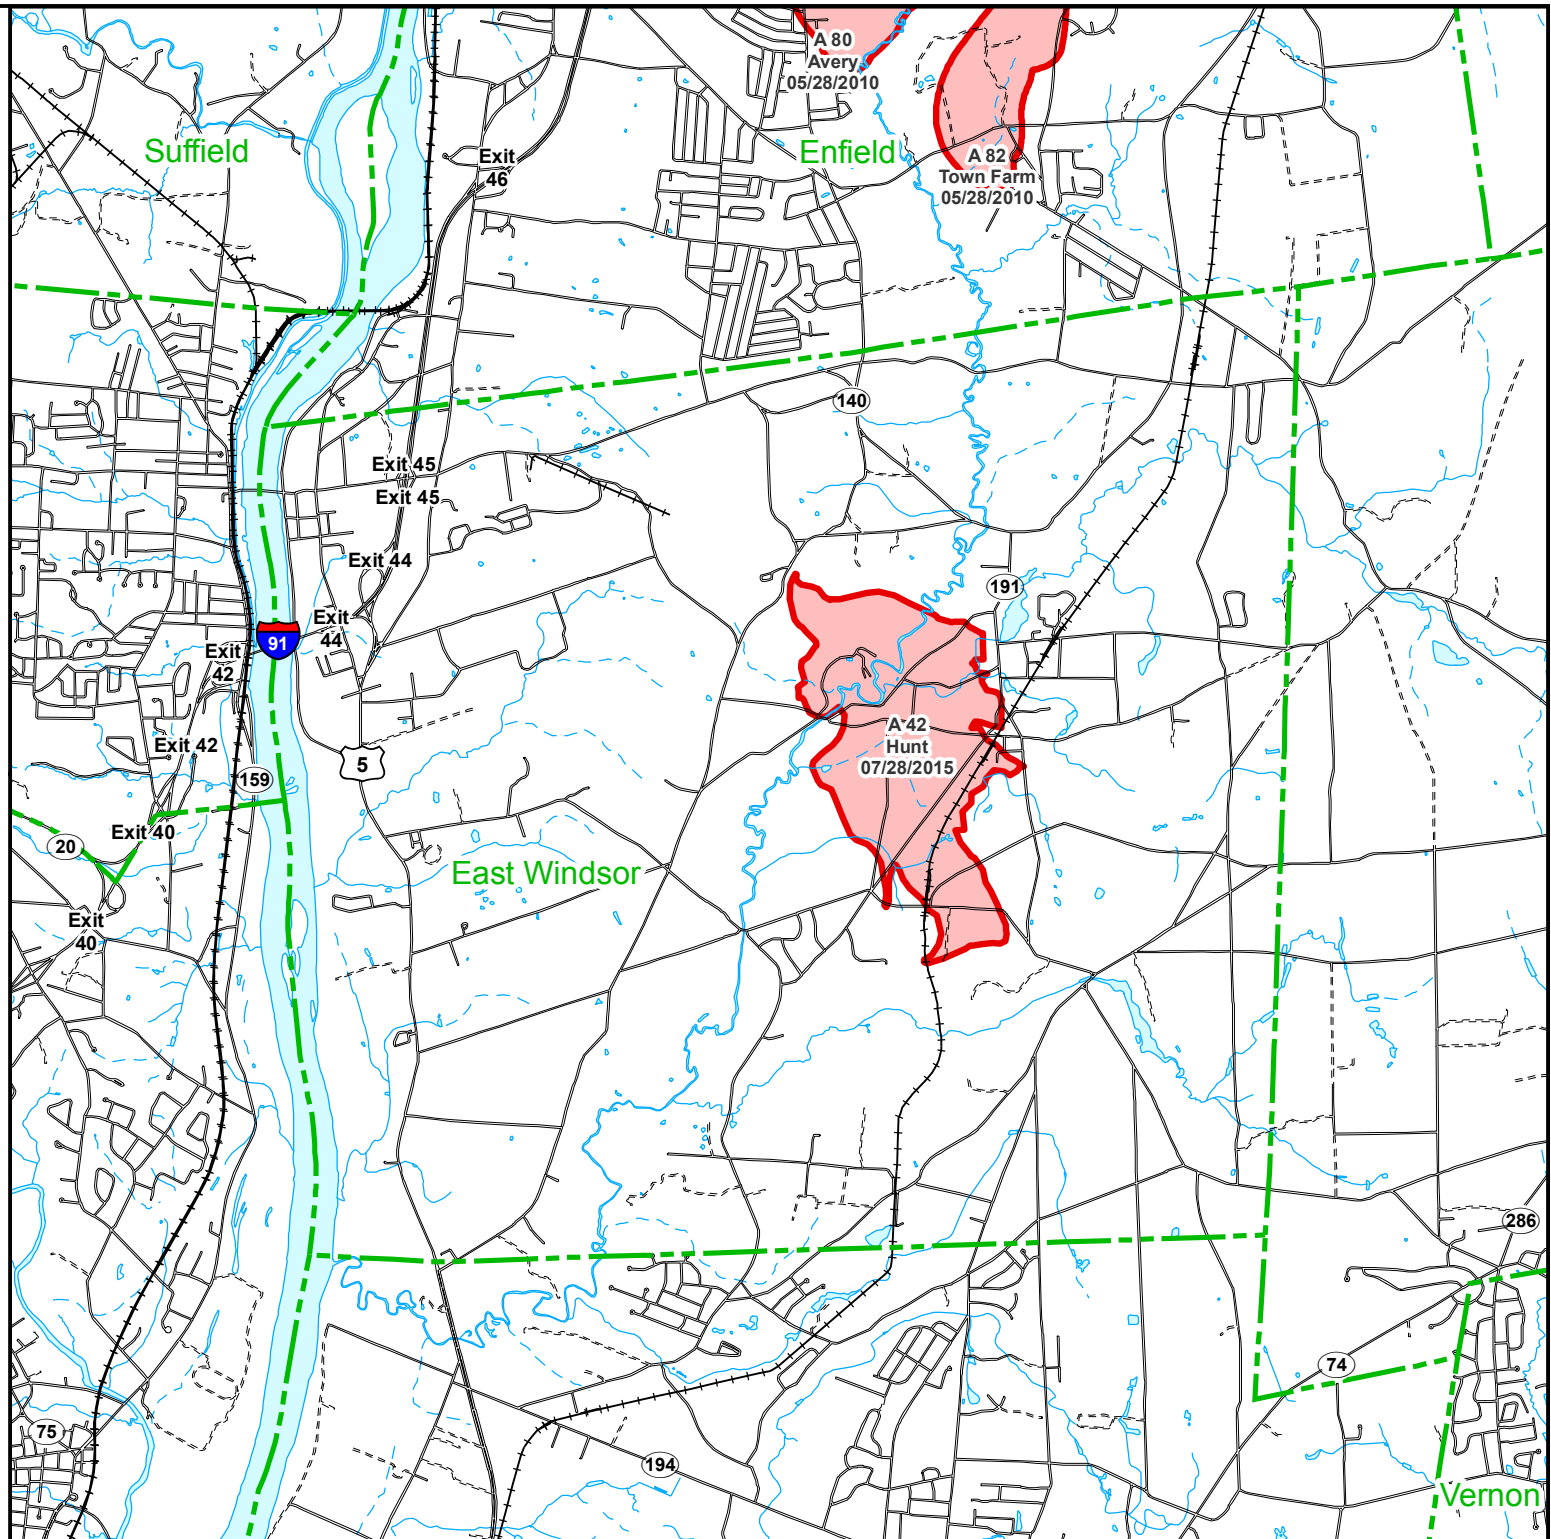 A 80
Avery
05/28/2010
Suffield
Exit
46
Enfield
A 82
Town Farm
05/28/2010
140
Exit 45
Exit 45
Exit 44
191
Exit
44
91
Exit
42
A 42
Hunt
07/28/2015
Exit 42
5
159
Exit 40
20
East Windsor
Exit
40
286
74
75
194
Vernon